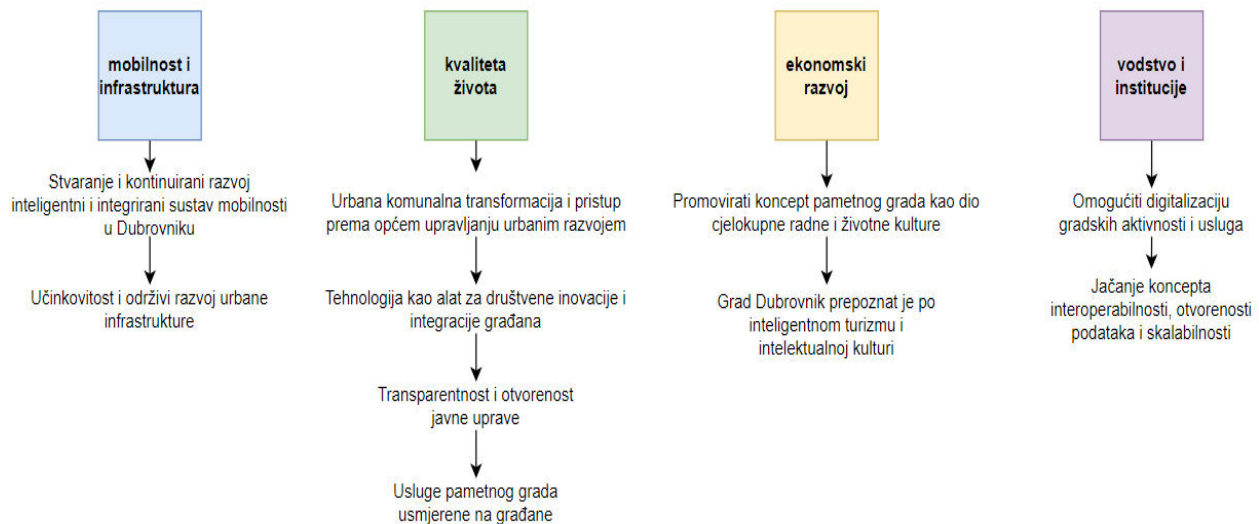 mobilnost i
infrastruktura
Stvaranje i kontinuirani razvoj
inteligentni i integrirani sustav mobilnosti
u Dubrovniku
Učinkovitost i održivi razvoj urbane
infrastrukture
kvaliteta
života
Urbana komunalna transformacija i pristup
prema općem upravljanju urbanim razvojem
Tehnologija kao alat za društvene inovacije i
integracije građana
Transparentnost i otvorenost
javne uprave
Usluge pametnog grada
usmjerene na građane
ekonomski
razvoj
Promovirati koncept pametnog grada kao dio
cjelokupne radne i životne kulture
Grad Dubrovnik prepoznat je po
inteligentnom turizmu i
intelektualnoj kulturi
vodstvo i
institucije
Omogućiti digitalizaciju
gradskih aktivnosti i usluga
Jačanje koncepta
interoperabilnosti, otvorenosti
podataka i skalabilnosti